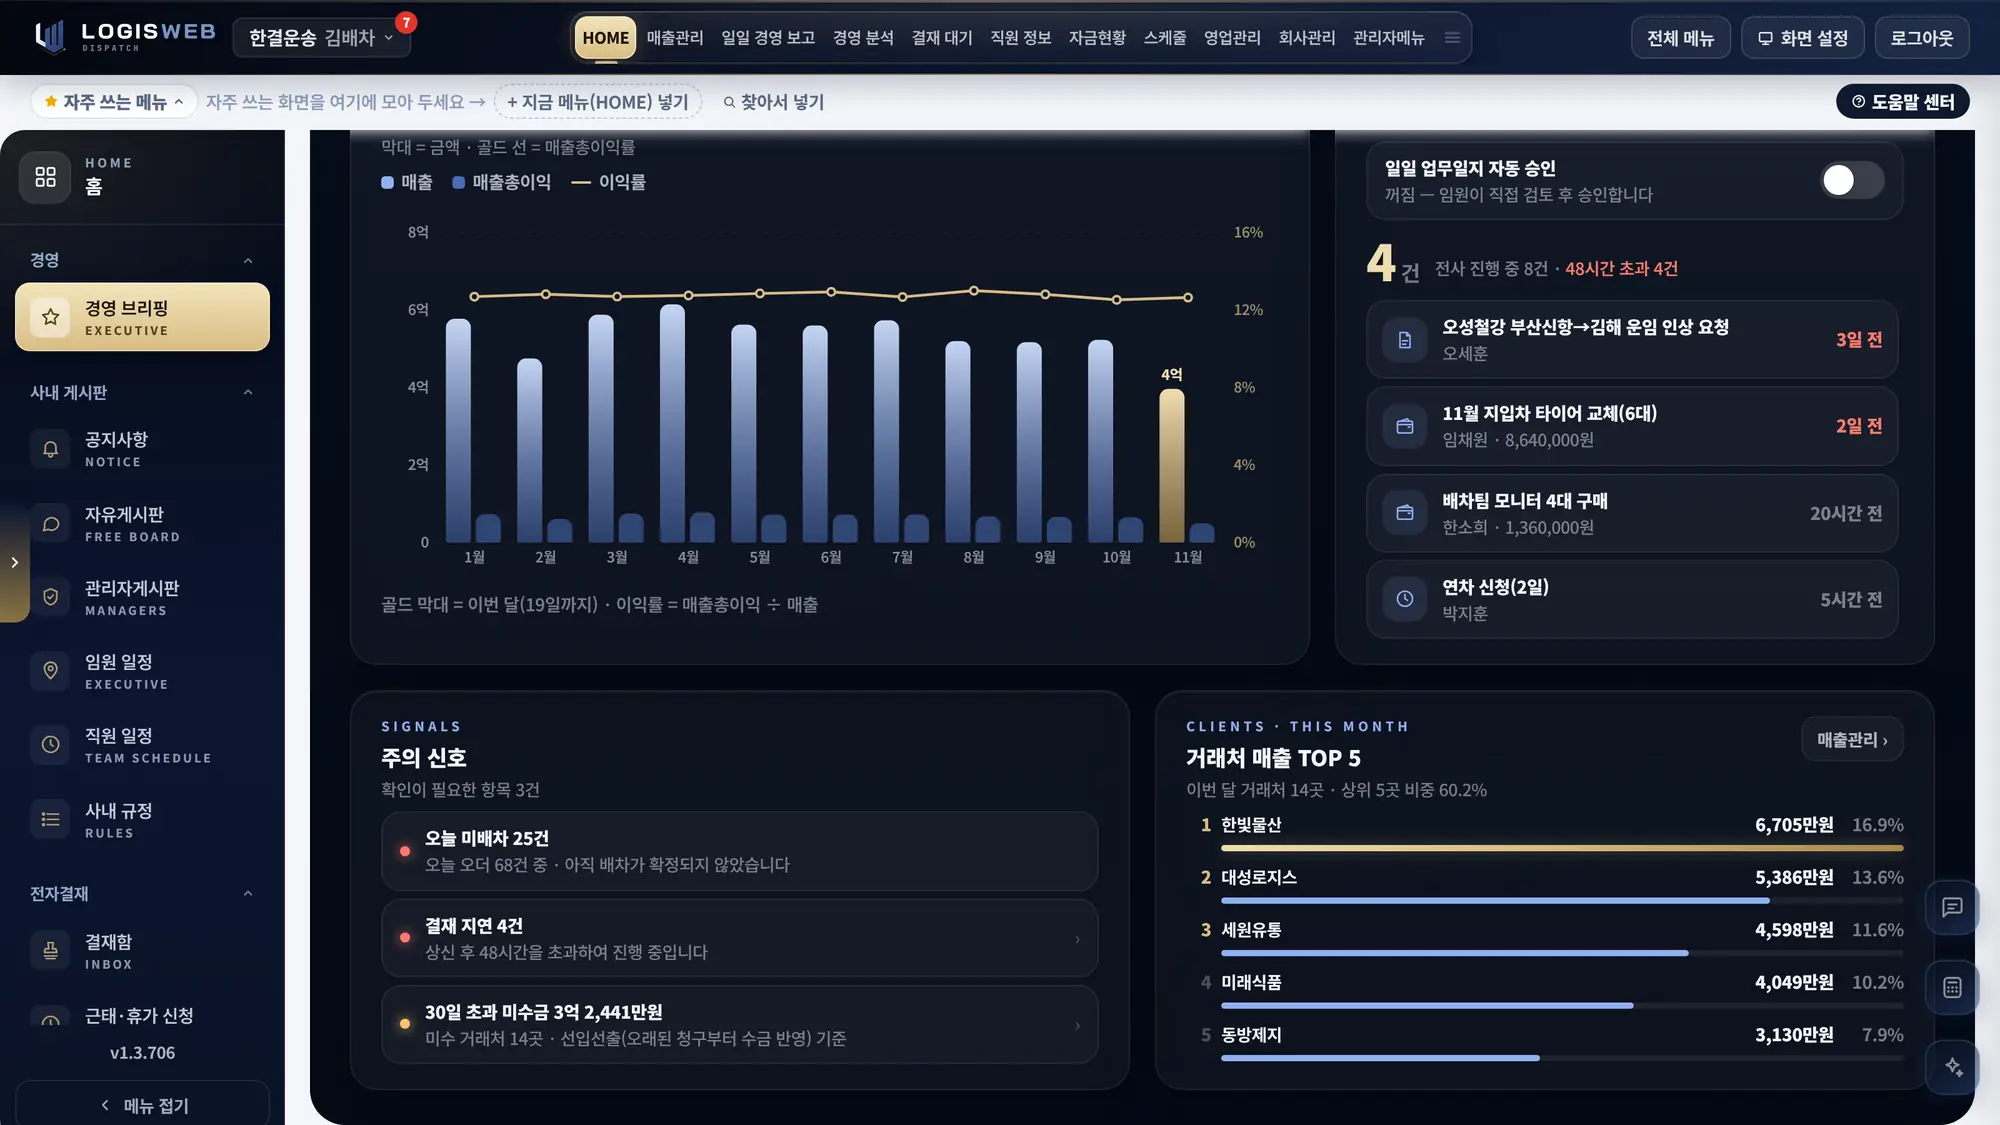 LOGISWEB
DISPATCH
한결운송 김배차
7
HOME
매출관리
일일 경영 보고
경영 분석
결재 대기
직원 정보
자금현황
스케줄
영업관리
회사관리
관리자메뉴
전체 메뉴
화면 설정
로그아웃
자주 쓰는 메뉴
자주 쓰는 화면을 여기에 모아 두세요 →
+ 지금 메뉴(HOME) 넣기
찾아서 넣기
도움말 센터
HOME
홈
경영
경영 브리핑
EXECUTIVE
사내 게시판
공지사항
NOTICE
자유게시판
FREE BOARD
관리자게시판
MANAGERS
임원 일정
EXECUTIVE
직원 일정
TEAM SCHEDULE
사내 규정
RULES
전자결재
결재함
INBOX
근태·휴가 신청
v1.3.706
메뉴 접기
막대 = 금액 · 골드 선 = 매출총이익률
매출
매출총이익
이익률
8억
16%
6억
12%
4억
8%
2억
4%
0
0%
4억
1월
2월
3월
4월
5월
6월
7월
8월
9월
10월
11월
골드 막대 = 이번 달(19일까지) · 이익률 = 매출총이익 ÷ 매출
일일 업무일지 자동 승인
꺼짐 — 임원이 직접 검토 후 승인합니다
4건 전사 진행 중 8건 · 48시간 초과 4건
오성철강 부산신항→김해 운임 인상 요청
오세훈
3일 전
11월 지입차 타이어 교체(6대)
임채원 · 8,640,000원
2일 전
배차팀 모니터 4대 구매
한소희 · 1,360,000원
20시간 전
연차 신청(2일)
박지훈
5시간 전
SIGNALS
주의 신호
확인이 필요한 항목 3건
오늘 미배차 25건
오늘 오더 68건 중 · 아직 배차가 확정되지 않았습니다
결재 지연 4건
상신 후 48시간을 초과하여 진행 중입니다
30일 초과 미수금 3억 2,441만원
미수 거래처 14곳 · 선입선출(오래된 청구부터 수금 반영) 기준
CLIENTS · THIS MONTH
거래처 매출 TOP 5
이번 달 거래처 14곳 · 상위 5곳 비중 60.2%
매출관리 ›
1 한빛물산 6,705만원 16.9%
2 대성로지스 5,386만원 13.6%
3 세원유통 4,598만원 11.6%
4 미래식품 4,049만원 10.2%
5 동방제지 3,130만원 7.9%